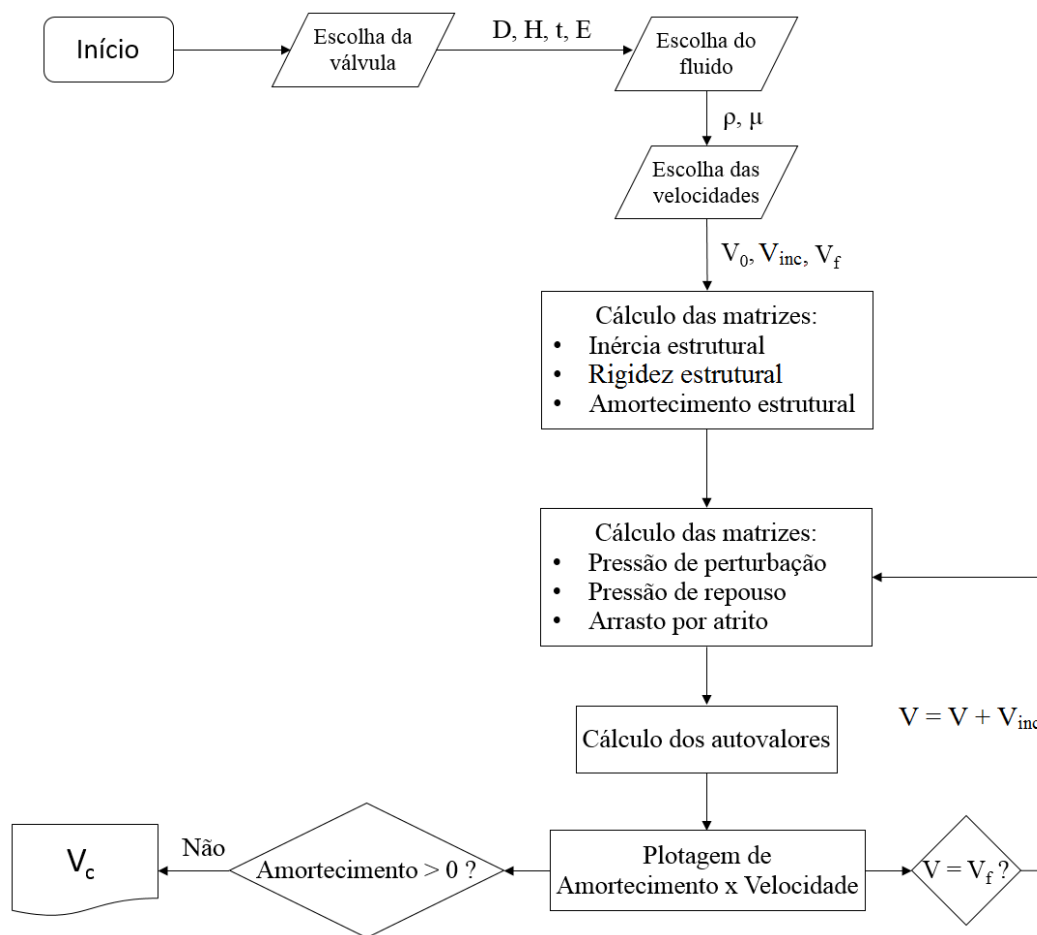 Início
Escolha da
válvula
D, H, t, E
Escolha do
fluido
ρ, μ
Escolha das
velocidades
V₀, Vinc, Vf
Cálculo das matrizes:
• Inércia estrutural
• Rigidez estrutural
• Amortecimento estrutural
Cálculo das matrizes:
• Pressão de perturbação
• Pressão de repouso
• Arrasto por atrito
Cálculo dos autovalores
V = V + Vinc
Plotagem de
Amortecimento x Velocidade
V = Vf ?
Amortecimento > 0 ?
Não
Vc